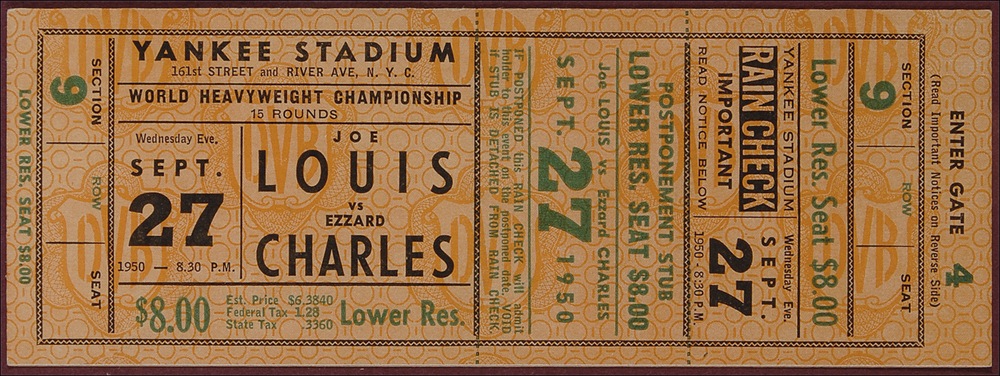 SECTION
9
ROW
SEAT
LOWER RES. SEAT $8.00
YANKEE STADIUM
161st STREET and RIVER AVE, N. Y. C.
WORLD HEAVYWEIGHT CHAMPIONSHIP
15 ROUNDS
Wednesday Eve.
SEPT.
27
1950 — 8.30 P.M.
JOE
LOUIS
vs
EZZARD
CHARLES
$8.00
Est. Price $6.3840
Federal Tax 1.28
State Tax .3360
Lower Res.
IF POSTPONED this RAIN CHECK will admit
holder to this event on the postponed date. VOID
if STUB IS DETACHED FROM RAIN CHECK.
SEPT. 27 1950
Joe LOUIS vs Ezzard CHARLES
LOWER RES. SEAT $8.00
POSTPONEMENT STUB
READ NOTICE BELOW
IMPORTANT
RAIN CHECK
YANKEE STADIUM
Wednesday Eve.
SEPT.
27
1950 - 8:30 P.M.
Lower Res. Seat $8.00
SECTION
9
ROW
SEAT
ENTER GATE 4
(Read Important Notices on Reverse Side)